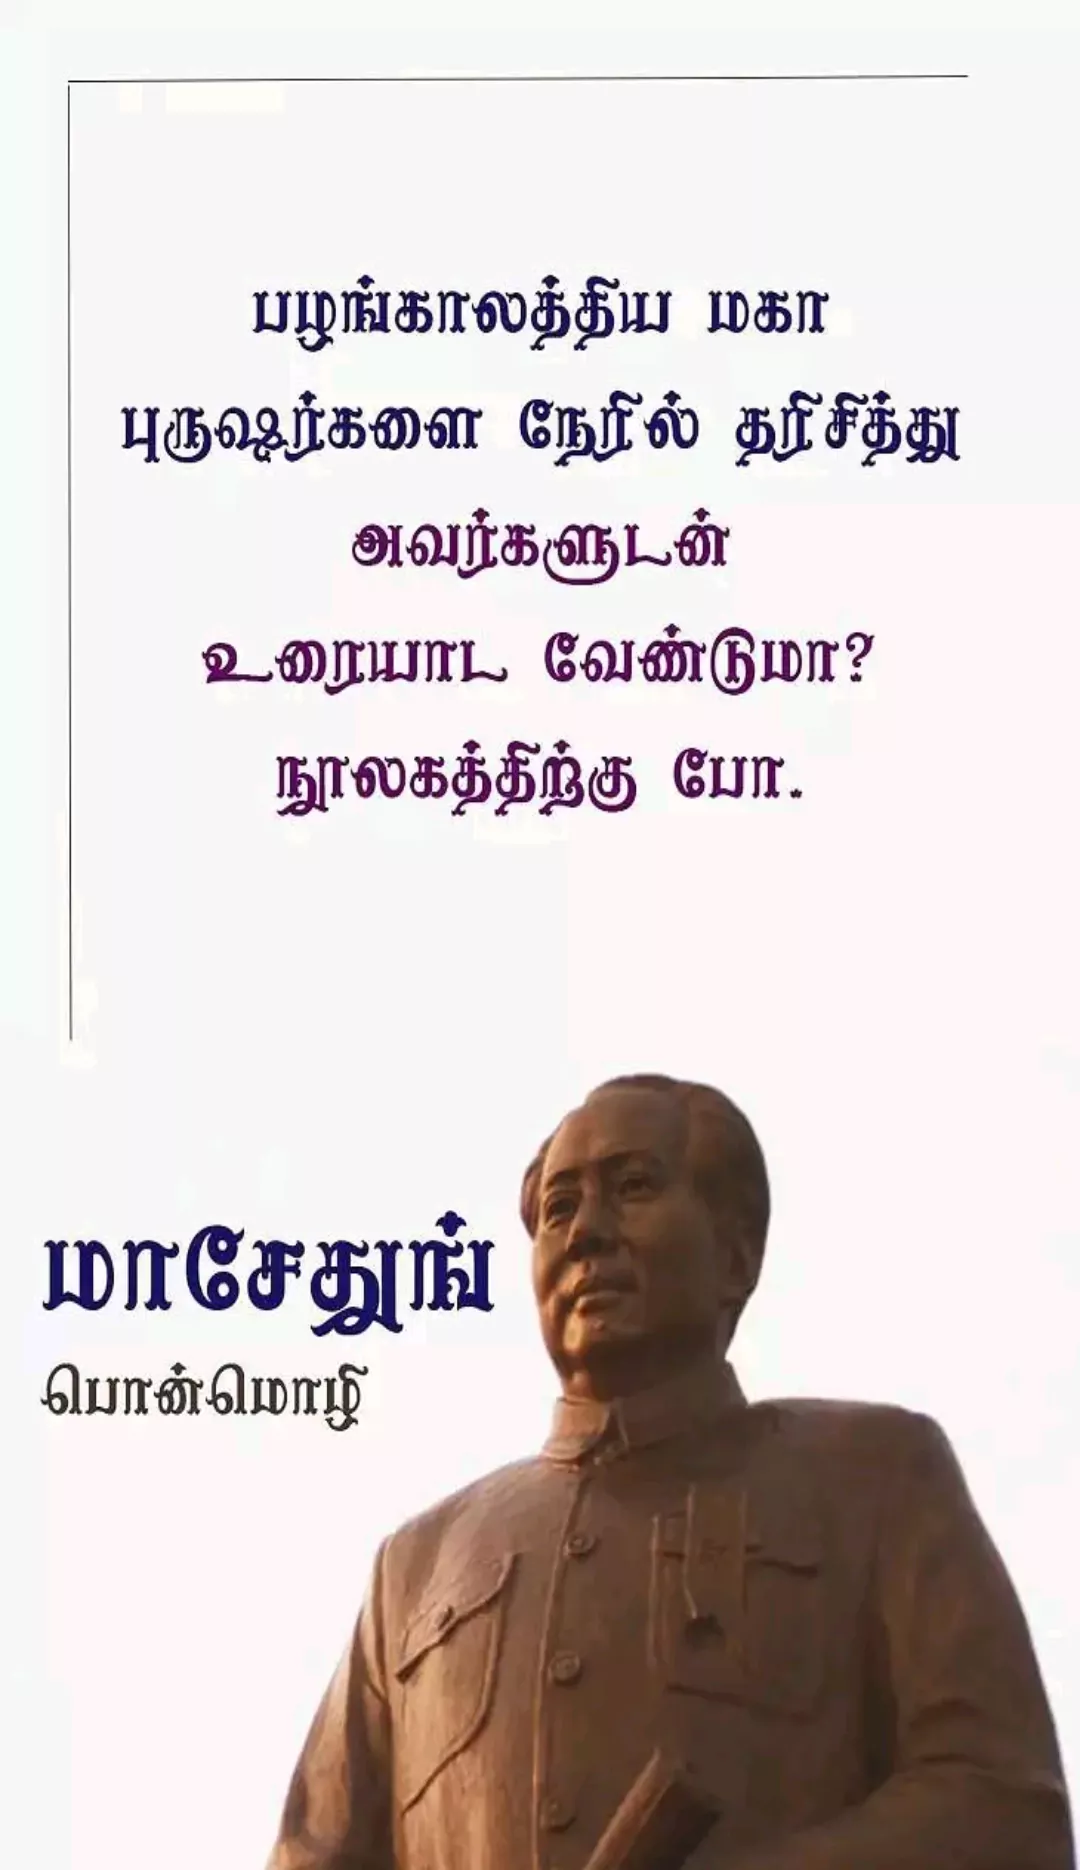 பழங்காலத்திய மகா
புருஷர்களை நேரில் தரிசித்து
அவர்களுடன்
உரையாட வேண்டுமா?
நூலகத்திற்கு போ.
மாசேதுங்
பொன்மொழி